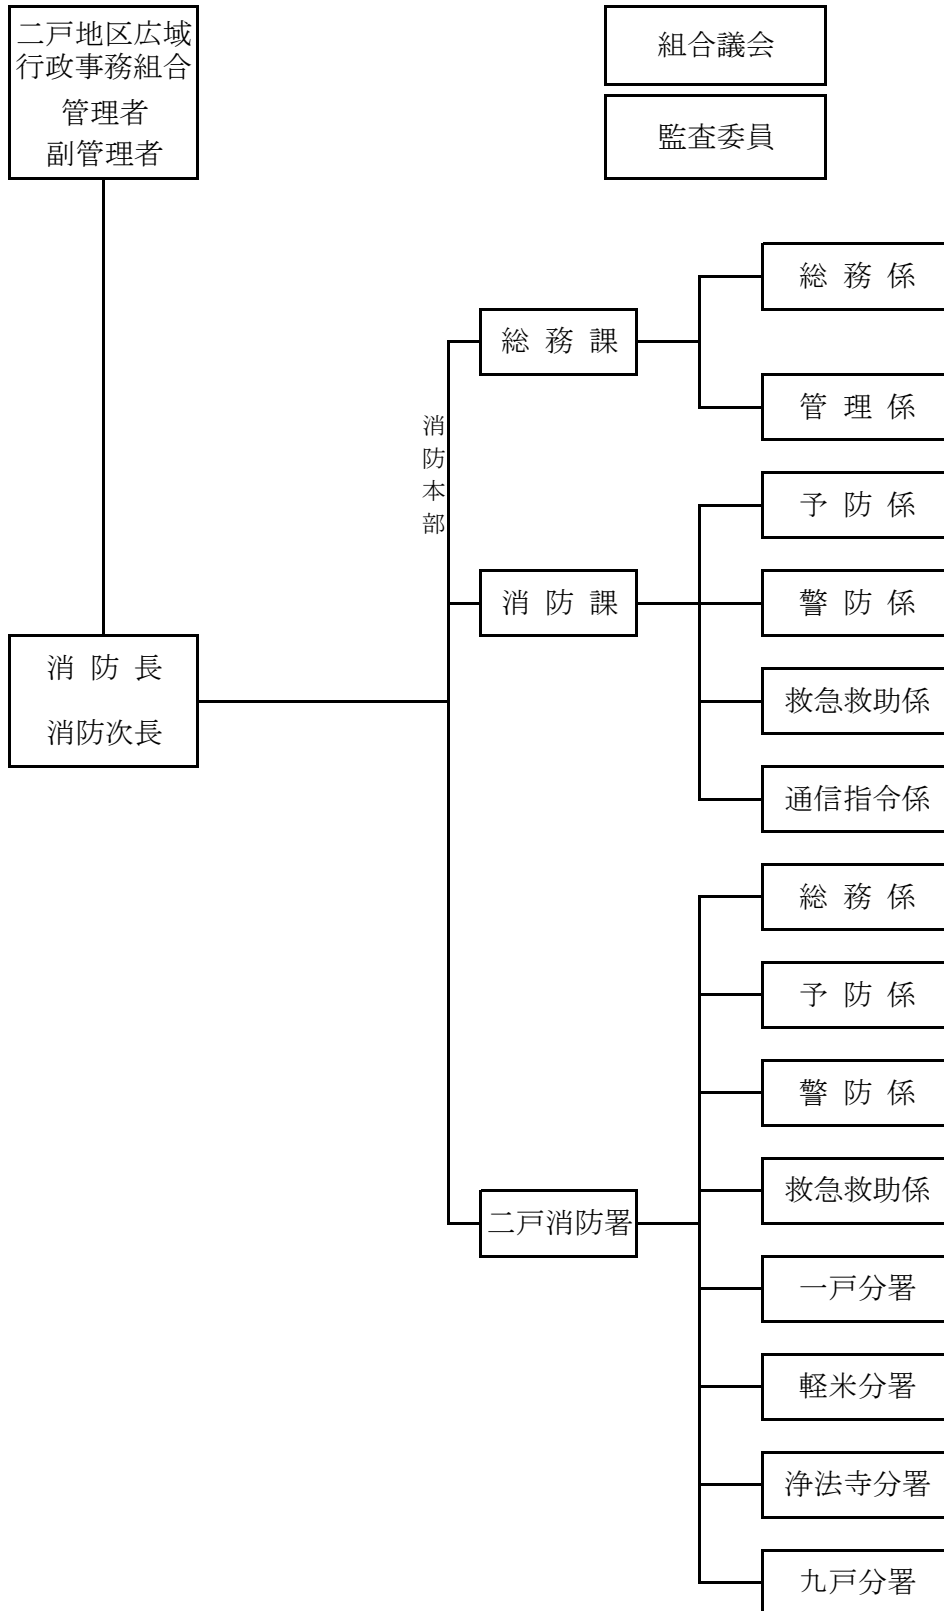 二戸地区広域
行政事務組合
管理者
副管理者
組合議会
監査委員
消防長
消防次長
消防本部
総務課
総務係
管理係
消防課
予防係
警防係
救急救助係
通信指令係
二戸消防署
総務係
予防係
警防係
救急救助係
一戸分署
軽米分署
浄法寺分署
九戸分署